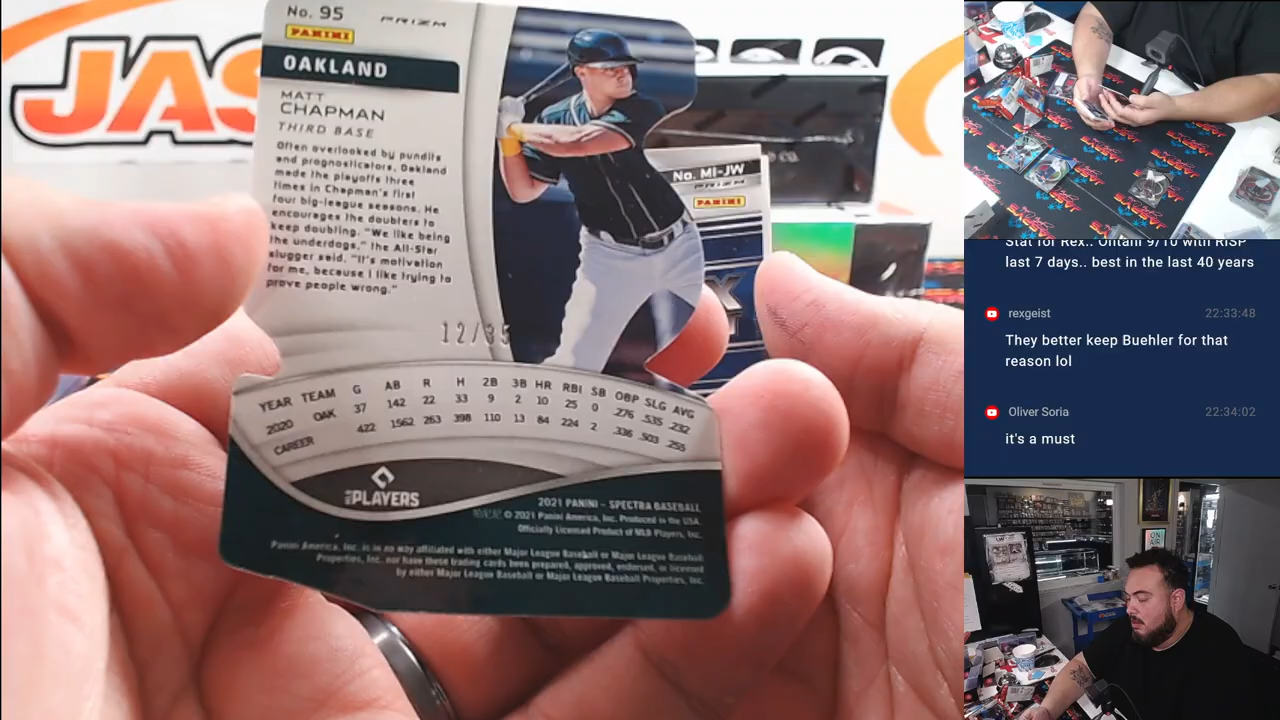 JAS
No. 95
PRIZM
PANINI
OAKLAND
MATT
CHAPMAN
THIRD BASE
Often overlooked by pundits
and prognosticators, Oakland
made the playoffs three
times in Chapman's first
four big-league seasons. He
encourages the doubters to
keep doubting. "We like being
the underdogs," the All-Star
slugger said. "It's motivation
for me, because I like trying to
prove people wrong."
12/35
YEAR TEAM G AB R H 2B 3B HR RBI SB OBP SLG AVG
2020 OAK 37 142 22 33 9 2 10 25 0 .276 .535 .232
CAREER 422 1562 263 398 110 13 84 224 2 .336 .503 .255
PLAYERS
2021 PANINI - SPECTRA BASEBALL
© 2021 Panini America, Inc. Produced in the USA.
Officially Licensed Product of MLB Players, Inc.
Panini America, Inc. is in no way affiliated with either Major League Baseball or Major League Baseball
Properties, Inc. nor have these trading cards been prepared, approved, endorsed, or licensed
by either Major League Baseball or Major League Baseball Properties, Inc.
No. MI-JW
PRIZM
PANINI
Stat for Rex.. Ohtani 9/10 with RISP
last 7 days.. best in the last 40 years
rexgeist 22:33:48
They better keep Buehler for that
reason lol
Oliver Soria 22:34:02
it's a must
ON
AIR